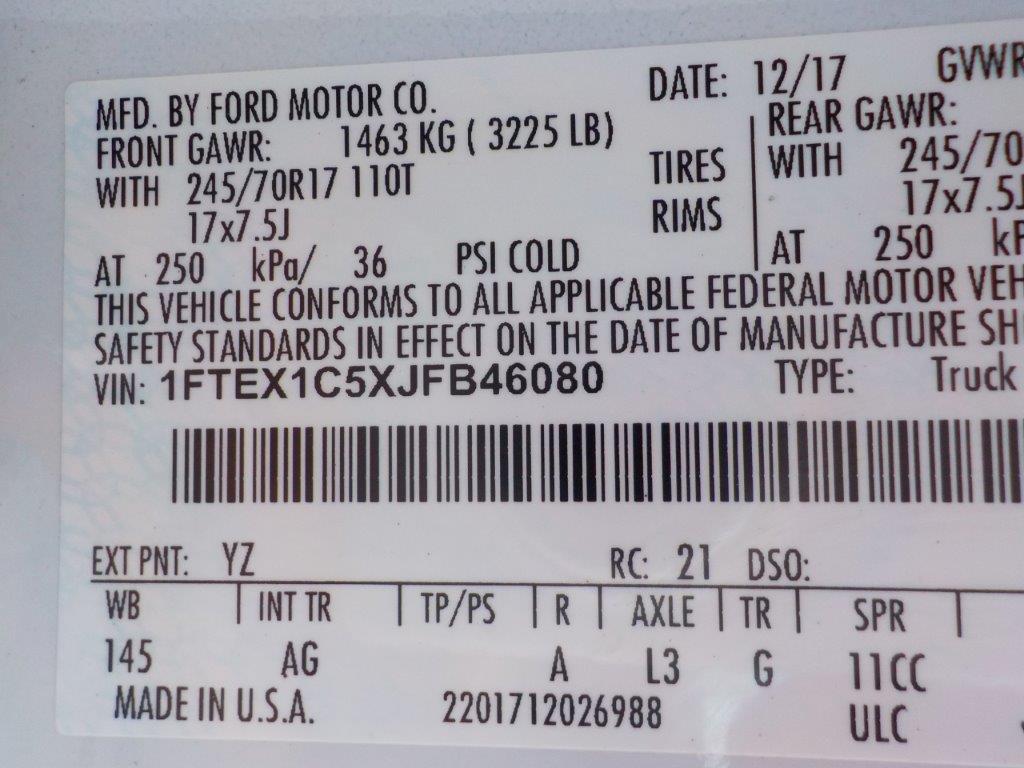 MFD. BY FORD MOTOR CO. DATE: 12/17 GVWR
FRONT GAWR: 1463 KG ( 3225 LB) REAR GAWR:
WITH 245/70R17 110T TIRES WITH 245/70
17x7.5J RIMS 17x7.5J
AT 250 kPa/ 36 PSI COLD AT 250 kP
THIS VEHICLE CONFORMS TO ALL APPLICABLE FEDERAL MOTOR VEH
SAFETY STANDARDS IN EFFECT ON THE DATE OF MANUFACTURE SH
VIN: 1FTEX1C5XJFB46080 TYPE: Truck
EXT PNT: YZ RC: 21 DSO:
WB INT TR TP/PS R AXLE TR SPR
145 AG A L3 G 11CC
MADE IN U.S.A. 2201712026988 ULC